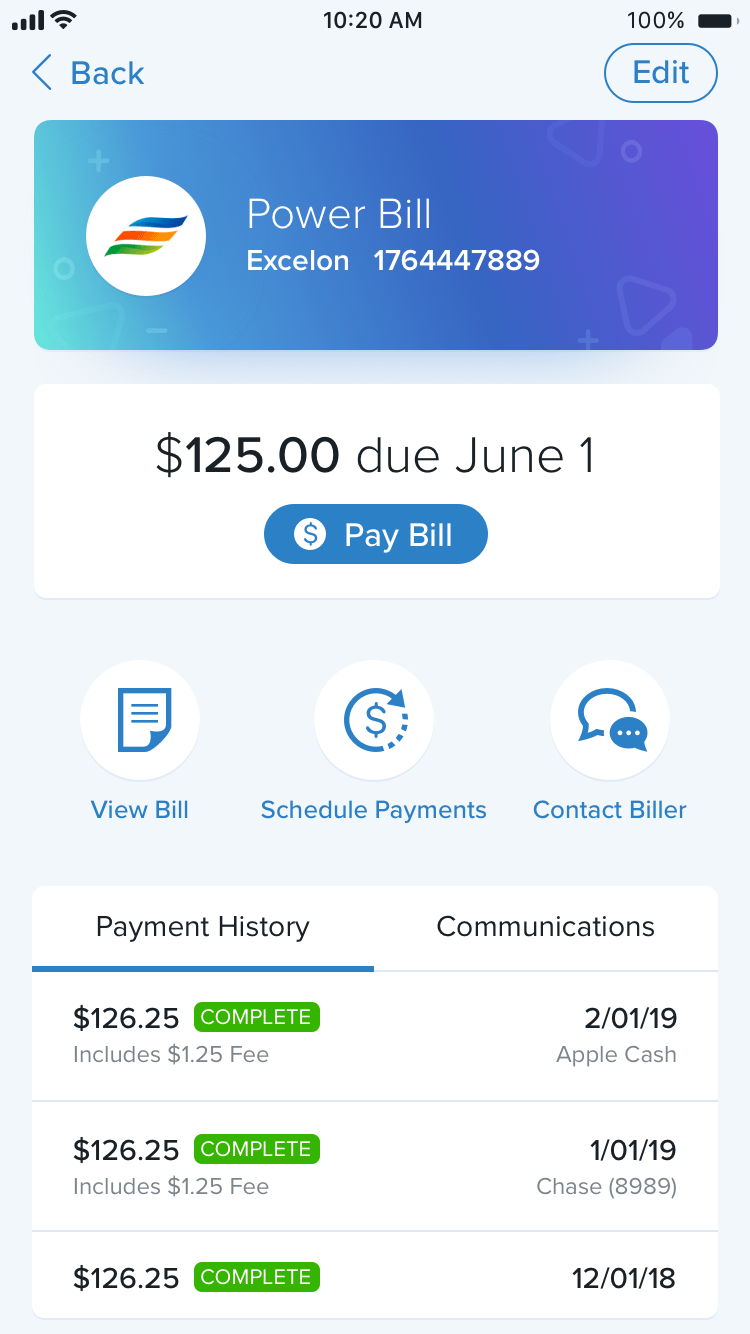 10:20 AM 100%
Back Edit
Power Bill
Excelon 1764447889
$125.00 due June 1
$ Pay Bill
$
View Bill Schedule Payments Contact Biller
Payment History Communications
$126.25 COMPLETE 2/01/19
Includes $1.25 Fee Apple Cash
$126.25 COMPLETE 1/01/19
Includes $1.25 Fee Chase (8989)
$126.25 COMPLETE 12/01/18